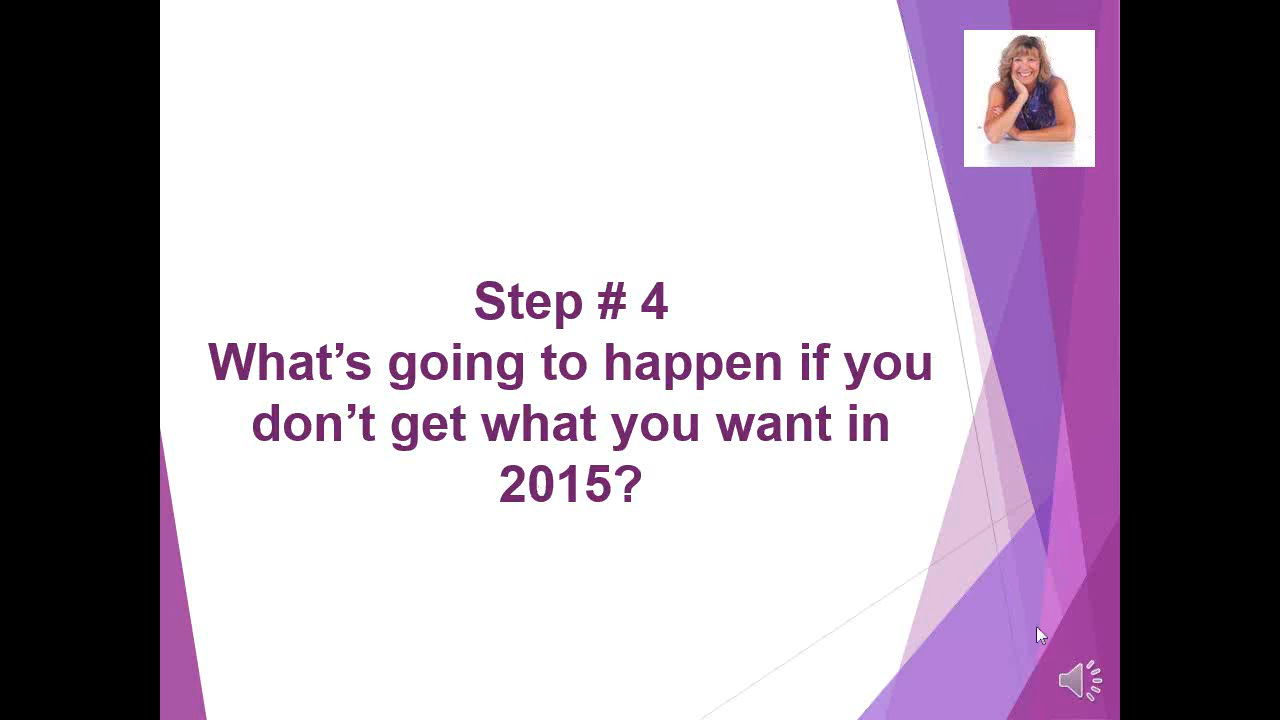 Step # 4
What’s going to happen if you
don’t get what you want in
2015?